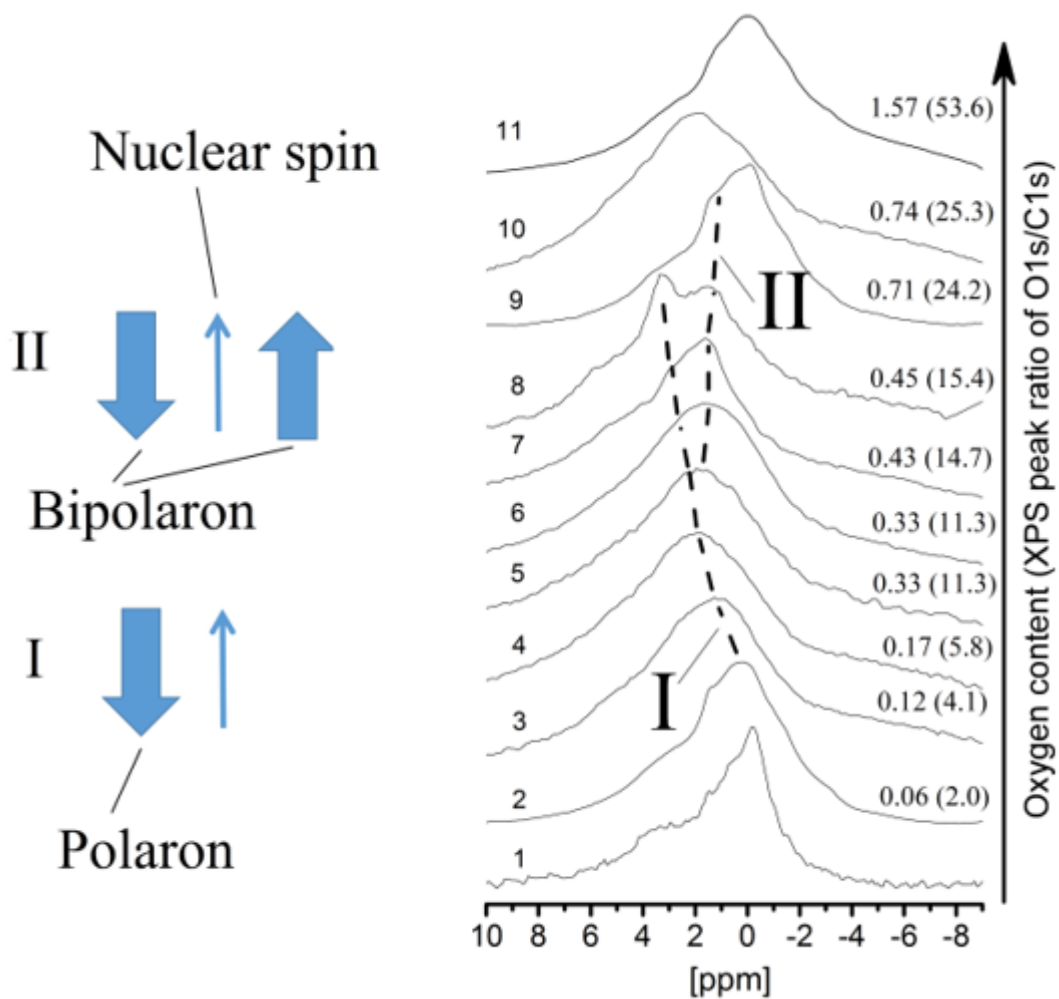 Nuclear spin
II
Bipolaron
I
Polaron
11
1.57 (53.6)
10
0.74 (25.3)
9
0.71 (24.2)
II
8
0.45 (15.4)
7
0.43 (14.7)
6
0.33 (11.3)
5
0.33 (11.3)
4
0.17 (5.8)
3
0.12 (4.1)
I
2
0.06 (2.0)
1
10 8 6 4 2 0 -2 -4 -6 -8
[ppm]
Oxygen content (XPS peak ratio of O1s/C1s)